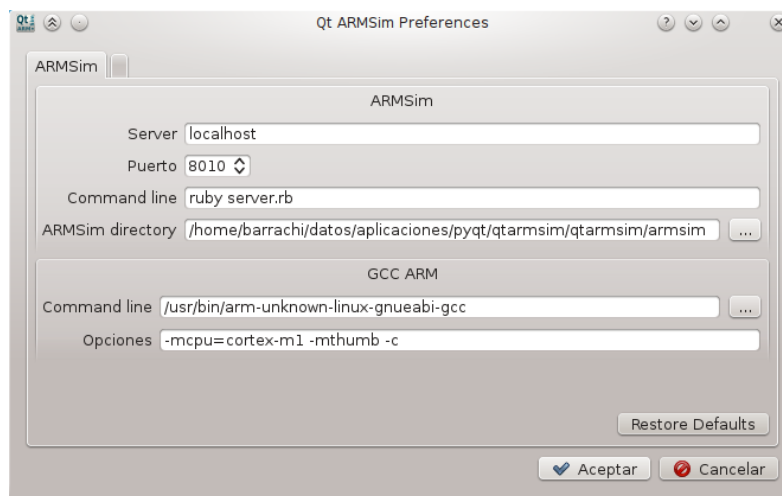 Qt ARMSim Preferences
ARMSim
ARMSim
Server localhost
Puerto 8010
Command line ruby server.rb
ARMSim directory /home/barrachi/datos/aplicaciones/pyqt/qtarmsim/qtarmsim/armsim ...
GCC ARM
Command line /usr/bin/arm-unknown-linux-gnueabi-gcc ...
Opciones -mcpu=cortex-m1 -mthumb -c
Restore Defaults
Aceptar Cancelar